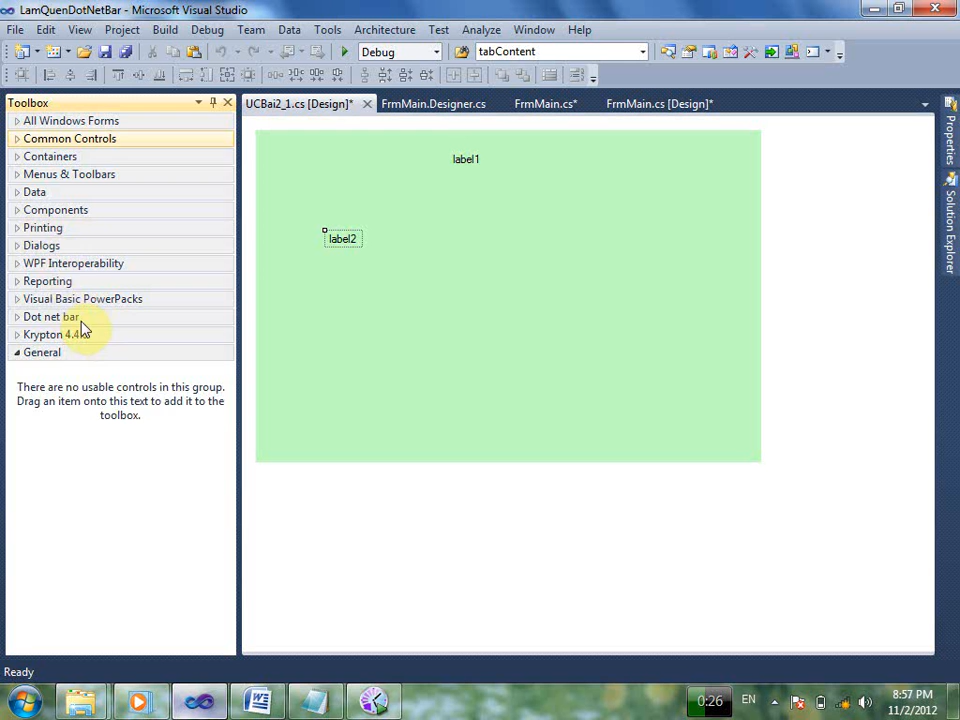 LamQuenDotNetBar - Microsoft Visual Studio
File Edit View Project Build Debug Team Data Tools Architecture Test Analyze Window Help
Debug tabContent
Toolbox
All Windows Forms
Common Controls
Containers
Menus & Toolbars
Data
Components
Printing
Dialogs
WPF Interoperability
Reporting
Visual Basic PowerPacks
Dot net bar
Krypton 4.4
General
There are no usable controls in this group.
Drag an item onto this text to add it to the
toolbox.
UCBai2_1.cs [Design]* FrmMain.Designer.cs FrmMain.cs* FrmMain.cs [Design]*
label1
label2
Properties
Solution Explorer
Ready
0:26 EN 8:57 PM
11/2/2012